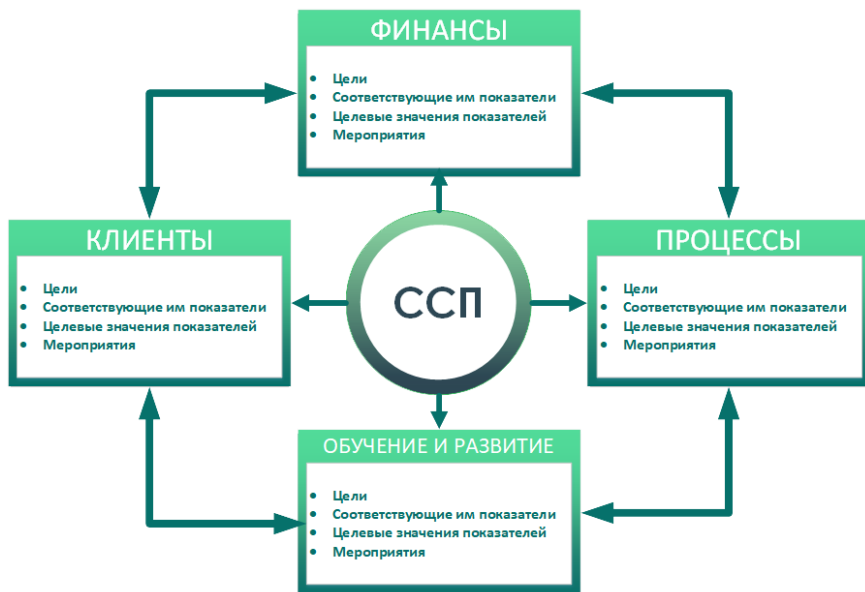 ФИНАНСЫ
• Цели
• Соответствующие им показатели
• Целевые значения показателей
• Мероприятия
КЛИЕНТЫ
• Цели
• Соответствующие им показатели
• Целевые значения показателей
• Мероприятия
ССП
ПРОЦЕССЫ
• Цели
• Соответствующие им показатели
• Целевые значения показателей
• Мероприятия
ОБУЧЕНИЕ И РАЗВИТИЕ
• Цели
• Соответствующие им показатели
• Целевые значения показателей
• Мероприятия